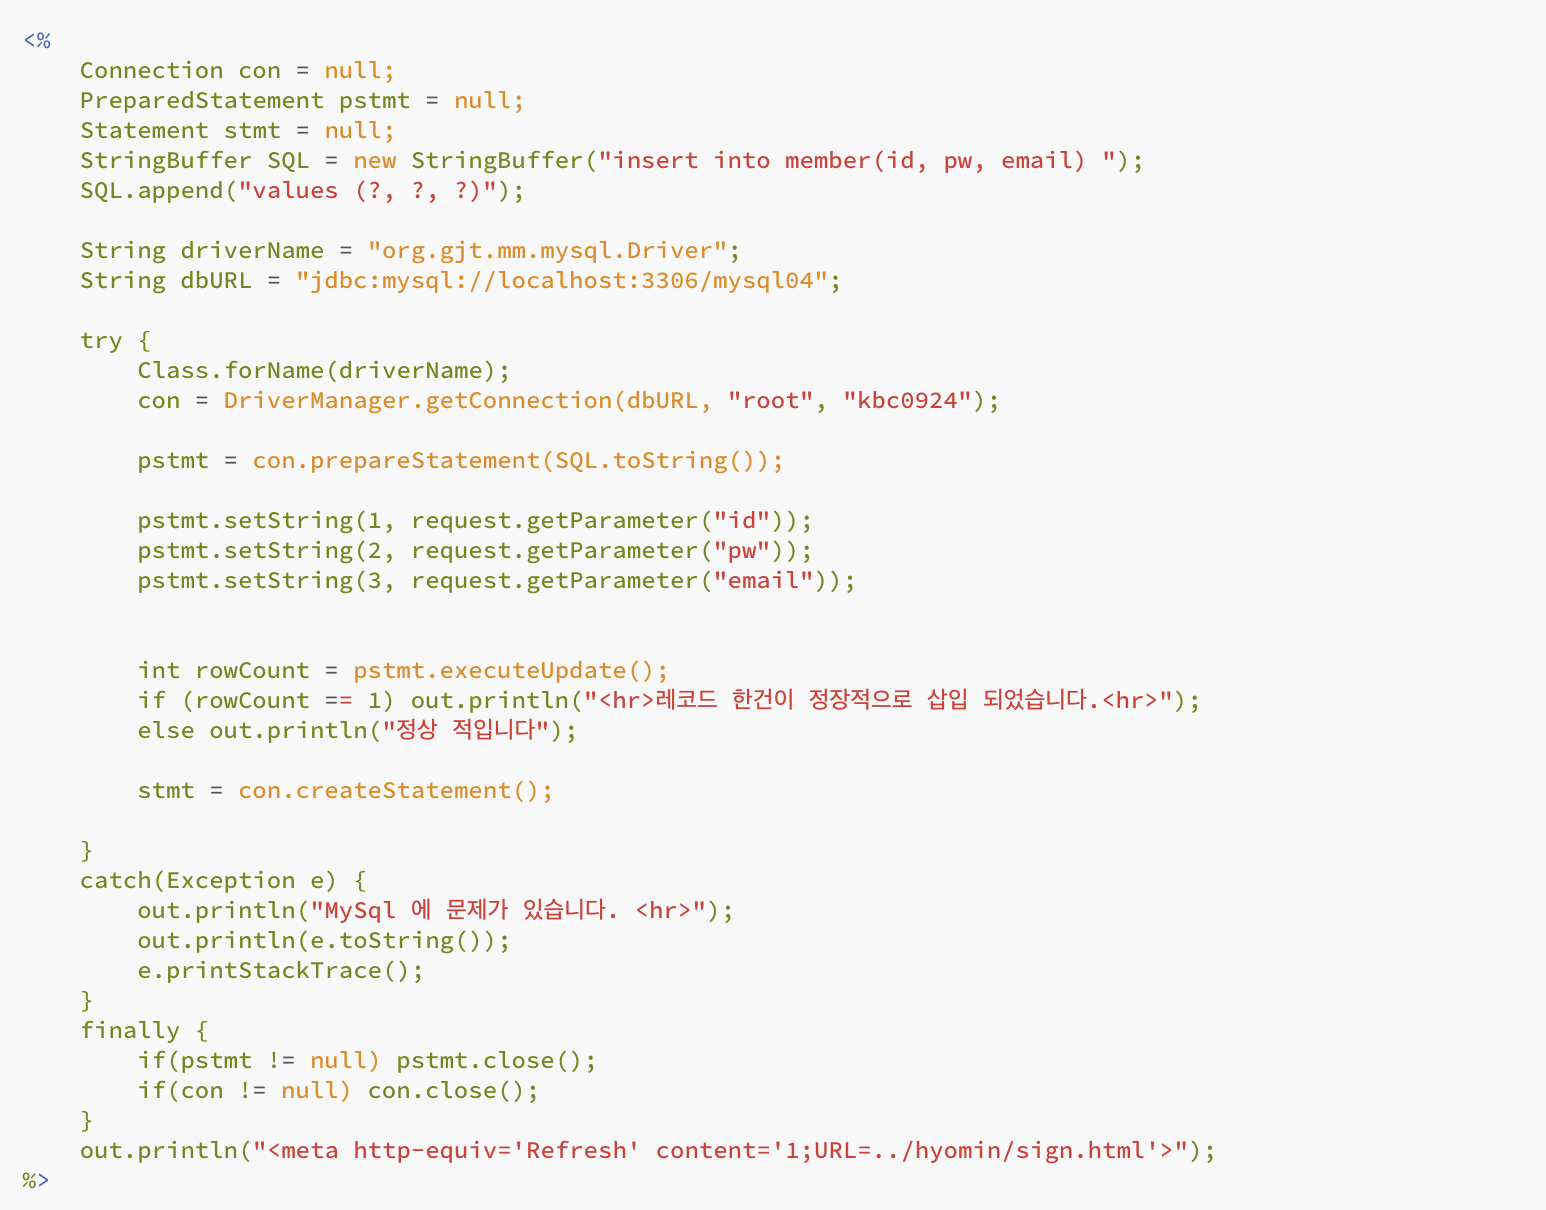 <%
    Connection con = null;
    PreparedStatement pstmt = null;
    Statement stmt = null;
    StringBuffer SQL = new StringBuffer("insert into member(id, pw, email) ");
    SQL.append("values (?, ?, ?)");

    String driverName = "org.gjt.mm.mysql.Driver";
    String dbURL = "jdbc:mysql://localhost:3306/mysql04";

    try {
        Class.forName(driverName);
        con = DriverManager.getConnection(dbURL, "root", "kbc0924");

        pstmt = con.prepareStatement(SQL.toString());

        pstmt.setString(1, request.getParameter("id"));
        pstmt.setString(2, request.getParameter("pw"));
        pstmt.setString(3, request.getParameter("email"));


        int rowCount = pstmt.executeUpdate();
        if (rowCount == 1) out.println("<hr>레코드 한건이 정장적으로 삽입 되었습니다.<hr>");
        else out.println("정상 적입니다");

        stmt = con.createStatement();

    }
    catch(Exception e) {
        out.println("MySql 에 문제가 있습니다. <hr>");
        out.println(e.toString());
        e.printStackTrace();
    }
    finally {
        if(pstmt != null) pstmt.close();
        if(con != null) con.close();
    }
    out.println("<meta http-equiv='Refresh' content='1;URL=../hyomin/sign.html'>");
%>